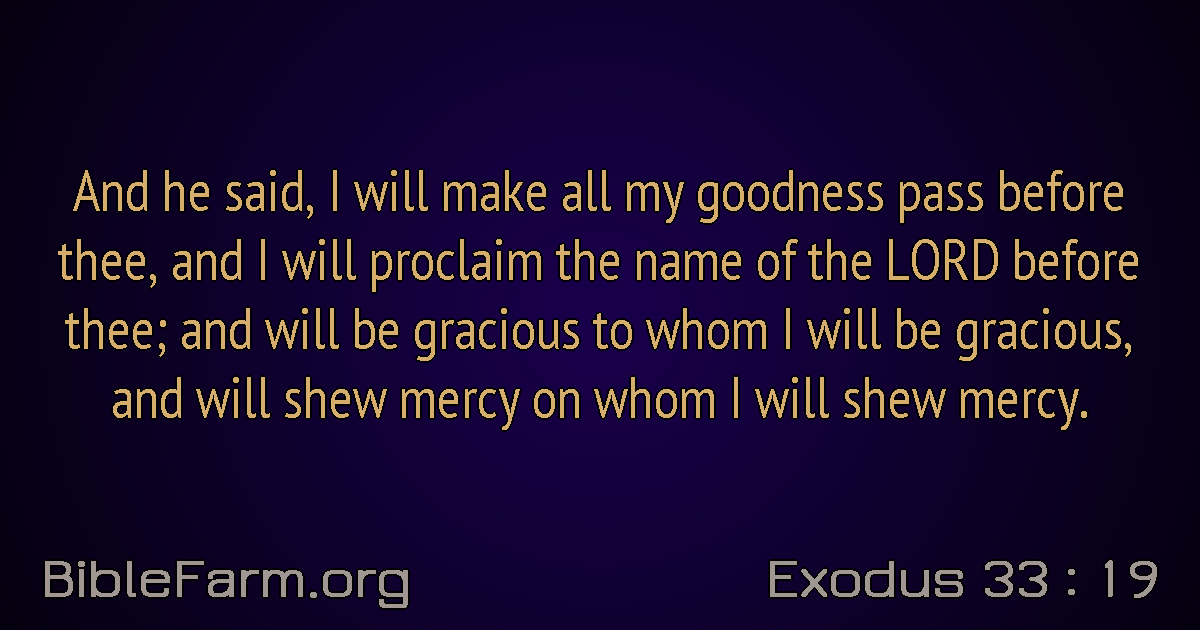 And he said, I will make all my goodness pass before
thee, and I will proclaim the name of the LORD before
thee; and will be gracious to whom I will be gracious,
and will shew mercy on whom I will shew mercy.
BibleFarm.org
Exodus 33 : 19